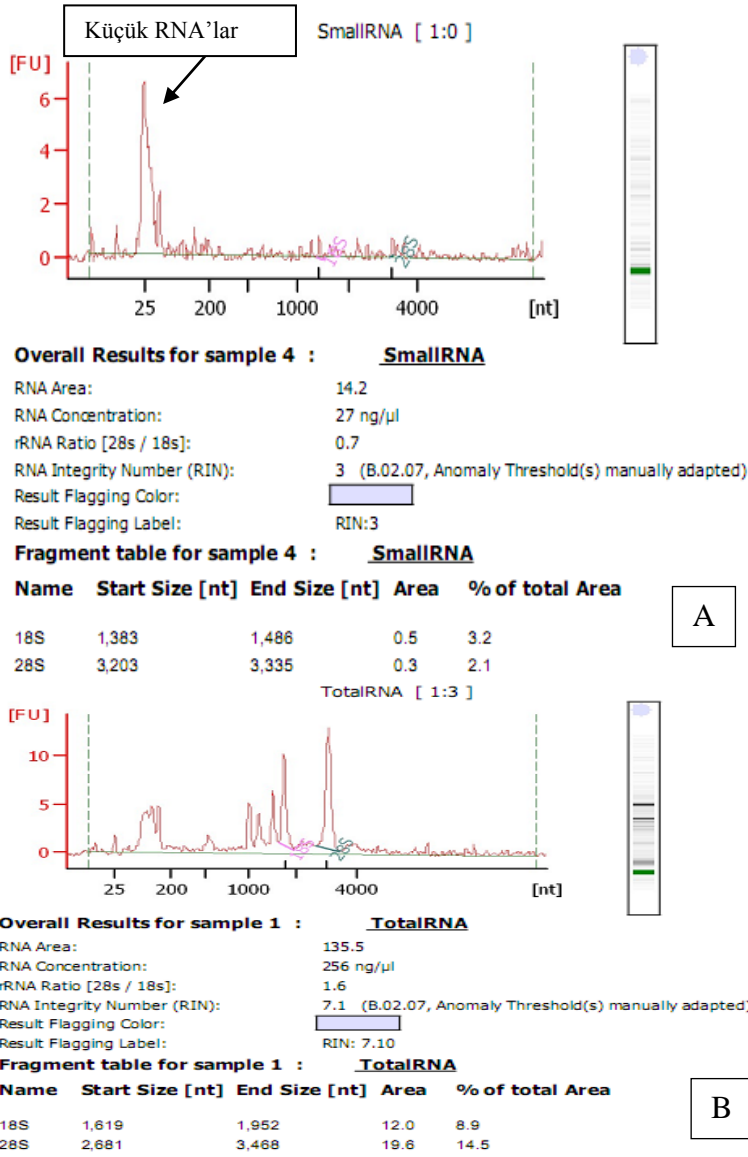 Küçük RNA’lar
SmallRNA [ 1:0 ]
[FU]
6
4
2
0
18S
28S
25 200 1000 4000 [nt]
Overall Results for sample 4 : SmallRNA
RNA Area: 14.2
RNA Concentration: 27 ng/µl
rRNA Ratio [28s / 18s]: 0.7
RNA Integrity Number (RIN): 3 (B.02.07, Anomaly Threshold(s) manually adapted)
Result Flagging Color:
Result Flagging Label: RIN:3
Fragment table for sample 4 : SmallRNA
Name Start Size [nt] End Size [nt] Area % of total Area
18S 1,383 1,486 0.5 3.2
28S 3,203 3,335 0.3 2.1
A
TotalRNA [ 1:3 ]
[FU]
10
5
0
18S
28S
25 200 1000 4000 [nt]
Overall Results for sample 1 : TotalRNA
RNA Area: 135.5
RNA Concentration: 256 ng/µl
rRNA Ratio [28s / 18s]: 1.6
RNA Integrity Number (RIN): 7.1 (B.02.07, Anomaly Threshold(s) manually adapted)
Result Flagging Color:
Result Flagging Label: RIN: 7.10
Fragment table for sample 1 : TotalRNA
Name Start Size [nt] End Size [nt] Area % of total Area
18S 1,619 1,952 12.0 8.9
28S 2,681 3,468 19.6 14.5
B